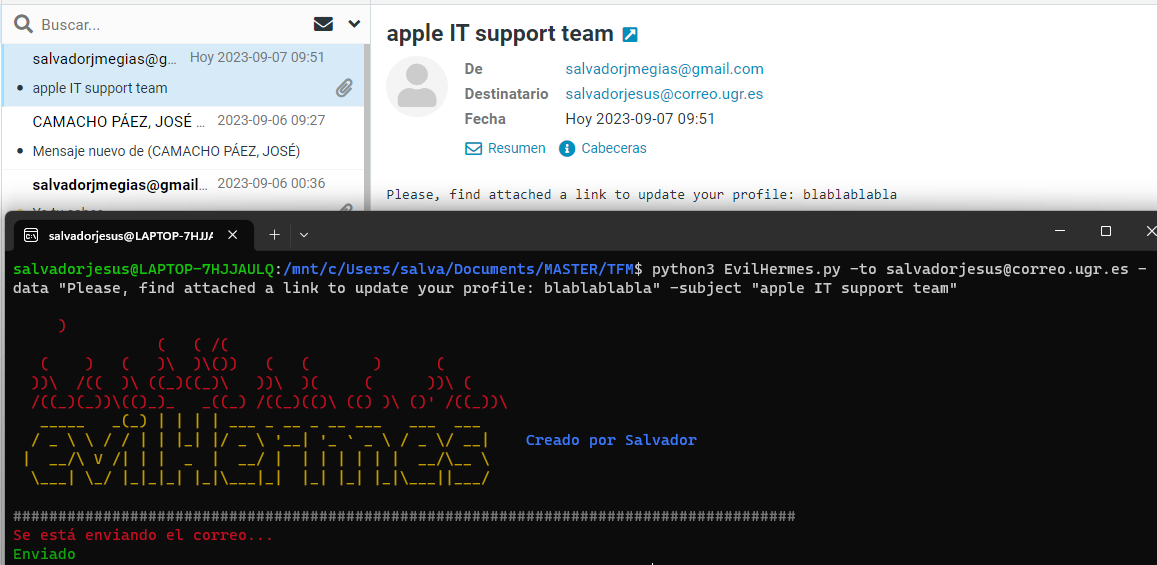 Buscar...
salvadorjmegias@g... Hoy 2023-09-07 09:51
apple IT support team
CAMACHO PÁEZ, JOSÉ ... 2023-09-06 09:27
Mensaje nuevo de (CAMACHO PÁEZ, JOSÉ)
salvadorjmegias@gmail... 2023-09-06 00:36
apple IT support team
De salvadorjmegias@gmail.com
Destinatario salvadorjesus@correo.ugr.es
Fecha Hoy 2023-09-07 09:51
Resumen Cabeceras
Please, find attached a link to update your profile: blablablabla
salvadorjesus@LAPTOP-7HJJA
salvadorjesus@LAPTOP-7HJJAULQ:/mnt/c/Users/salva/Documents/MASTER/TFM$ python3 EvilHermes.py -to salvadorjesus@correo.ugr.es -
data "Please, find attached a link to update your profile: blablablabla" -subject "apple IT support team"
evilHermes
Creado por Salvador
#######################################################################################
Se está enviando el correo...
Enviado